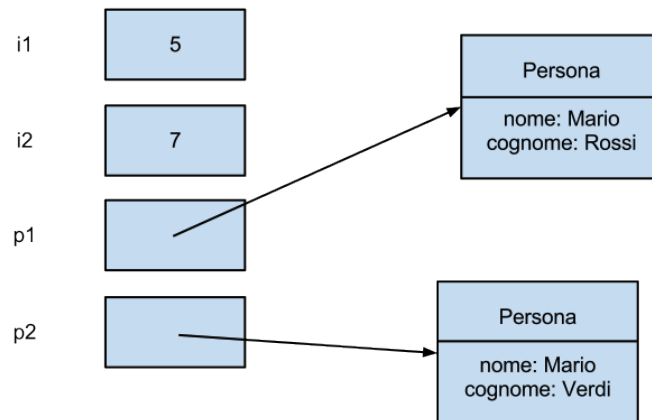 i1
5
i2
7
p1
p2
Persona
nome: Mario
cognome: Rossi
Persona
nome: Mario
cognome: Verdi